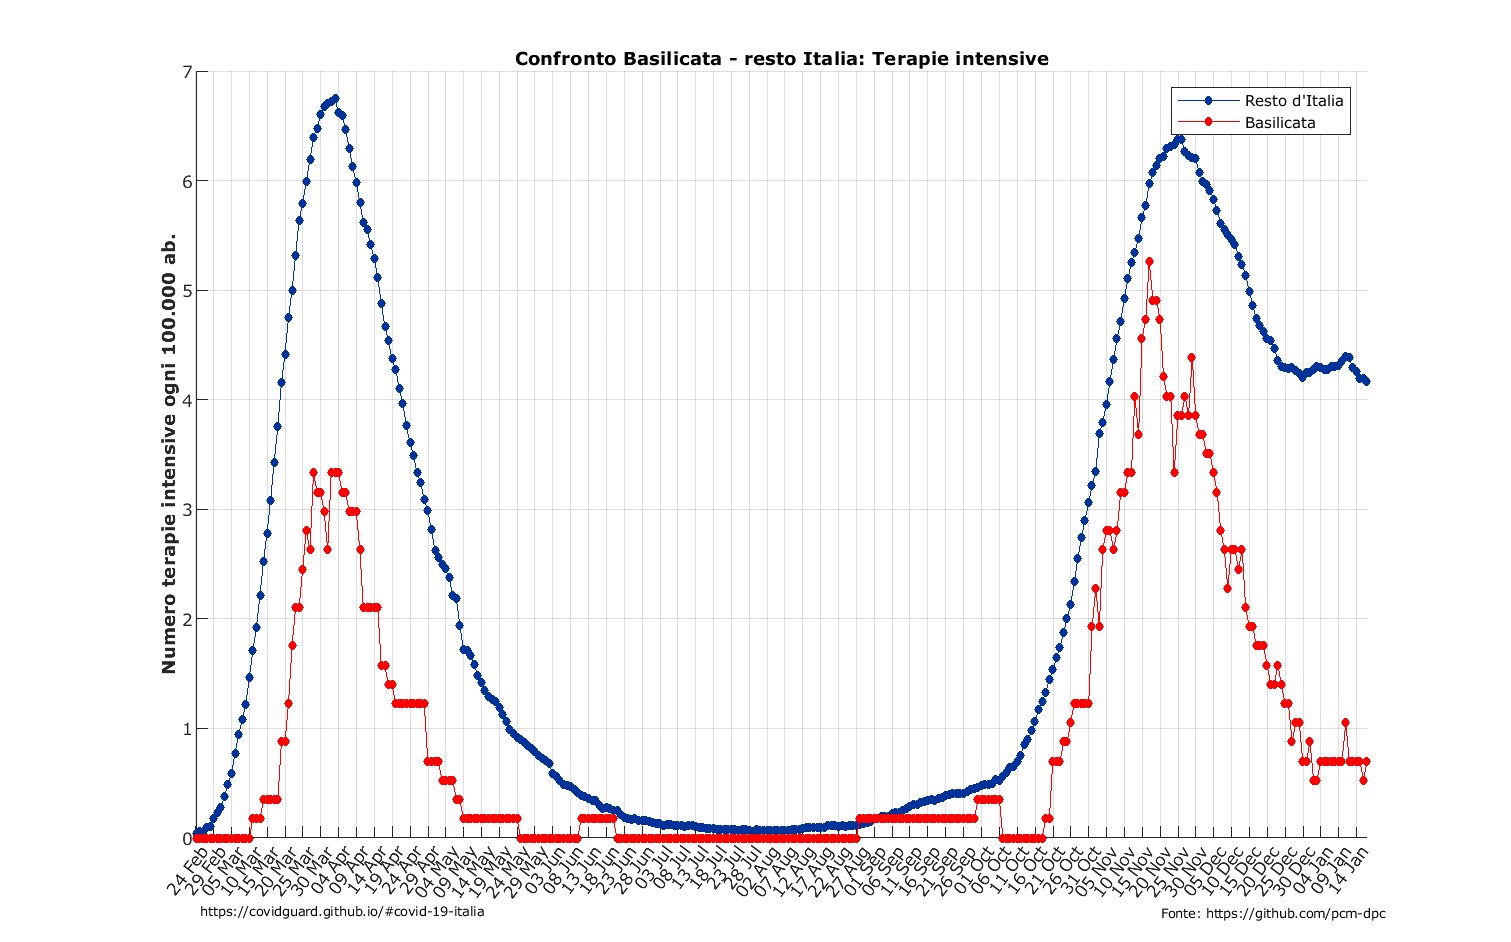 Confronto Basilicata - resto Italia: Terapie intensive
Resto d'Italia
Basilicata
Numero terapie intensive ogni 100.000 ab.
7
6
5
4
3
2
1
0
24 Feb
29 Feb
05 Mar
10 Mar
15 Mar
20 Mar
25 Mar
30 Mar
04 Apr
09 Apr
14 Apr
19 Apr
24 Apr
29 Apr
04 May
09 May
14 May
19 May
24 May
29 May
03 Jun
08 Jun
13 Jun
18 Jun
23 Jun
28 Jun
03 Jul
08 Jul
13 Jul
18 Jul
23 Jul
28 Jul
02 Aug
07 Aug
12 Aug
17 Aug
22 Aug
27 Aug
01 Sep
06 Sep
11 Sep
16 Sep
21 Sep
26 Sep
01 Oct
06 Oct
11 Oct
16 Oct
21 Oct
26 Oct
31 Oct
05 Nov
10 Nov
15 Nov
20 Nov
25 Nov
30 Nov
05 Dec
10 Dec
15 Dec
20 Dec
25 Dec
30 Dec
04 Jan
09 Jan
14 Jan
https://covidguard.github.io/#covid-19-italia
Fonte: https://github.com/pcm-dpc